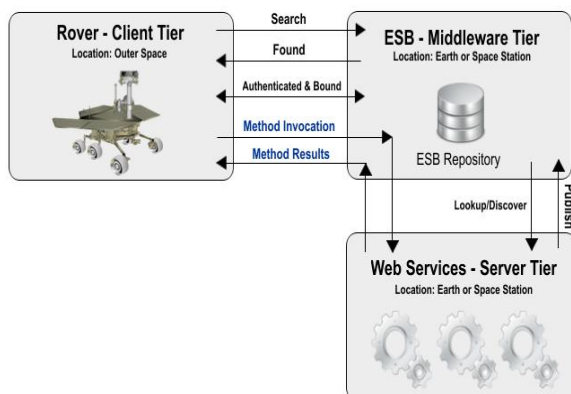 Rover - Client Tier
Location: Outer Space
Search
Found
Authenticated & Bound
Method Invocation
Method Results
ESB - Middleware Tier
Location: Earth or Space Station
ESB Repository
Lookup/Discover
Publish
Web Services - Server Tier
Location: Earth or Space Station